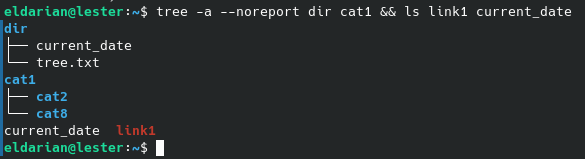 eldarian@lester:~$ tree -a --noreport dir cat1 && ls link1 current_date
dir
├── current_date
└── tree.txt
cat1
├── cat2
└── cat8
current_date  link1
eldarian@lester:~$